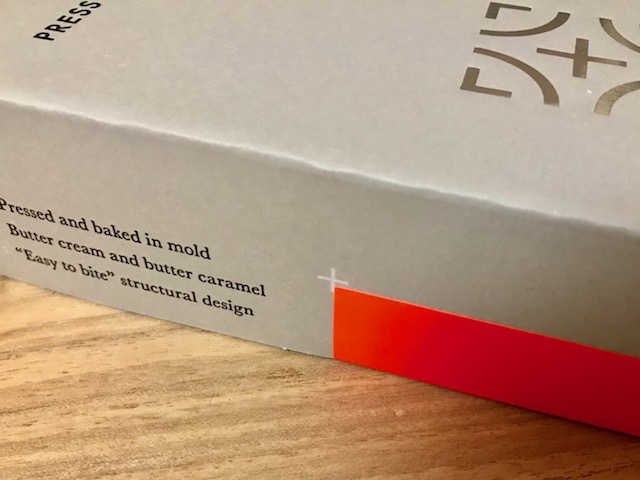 PRESS
Pressed and baked in mold
Butter cream and butter caramel
“Easy to bite” structural design